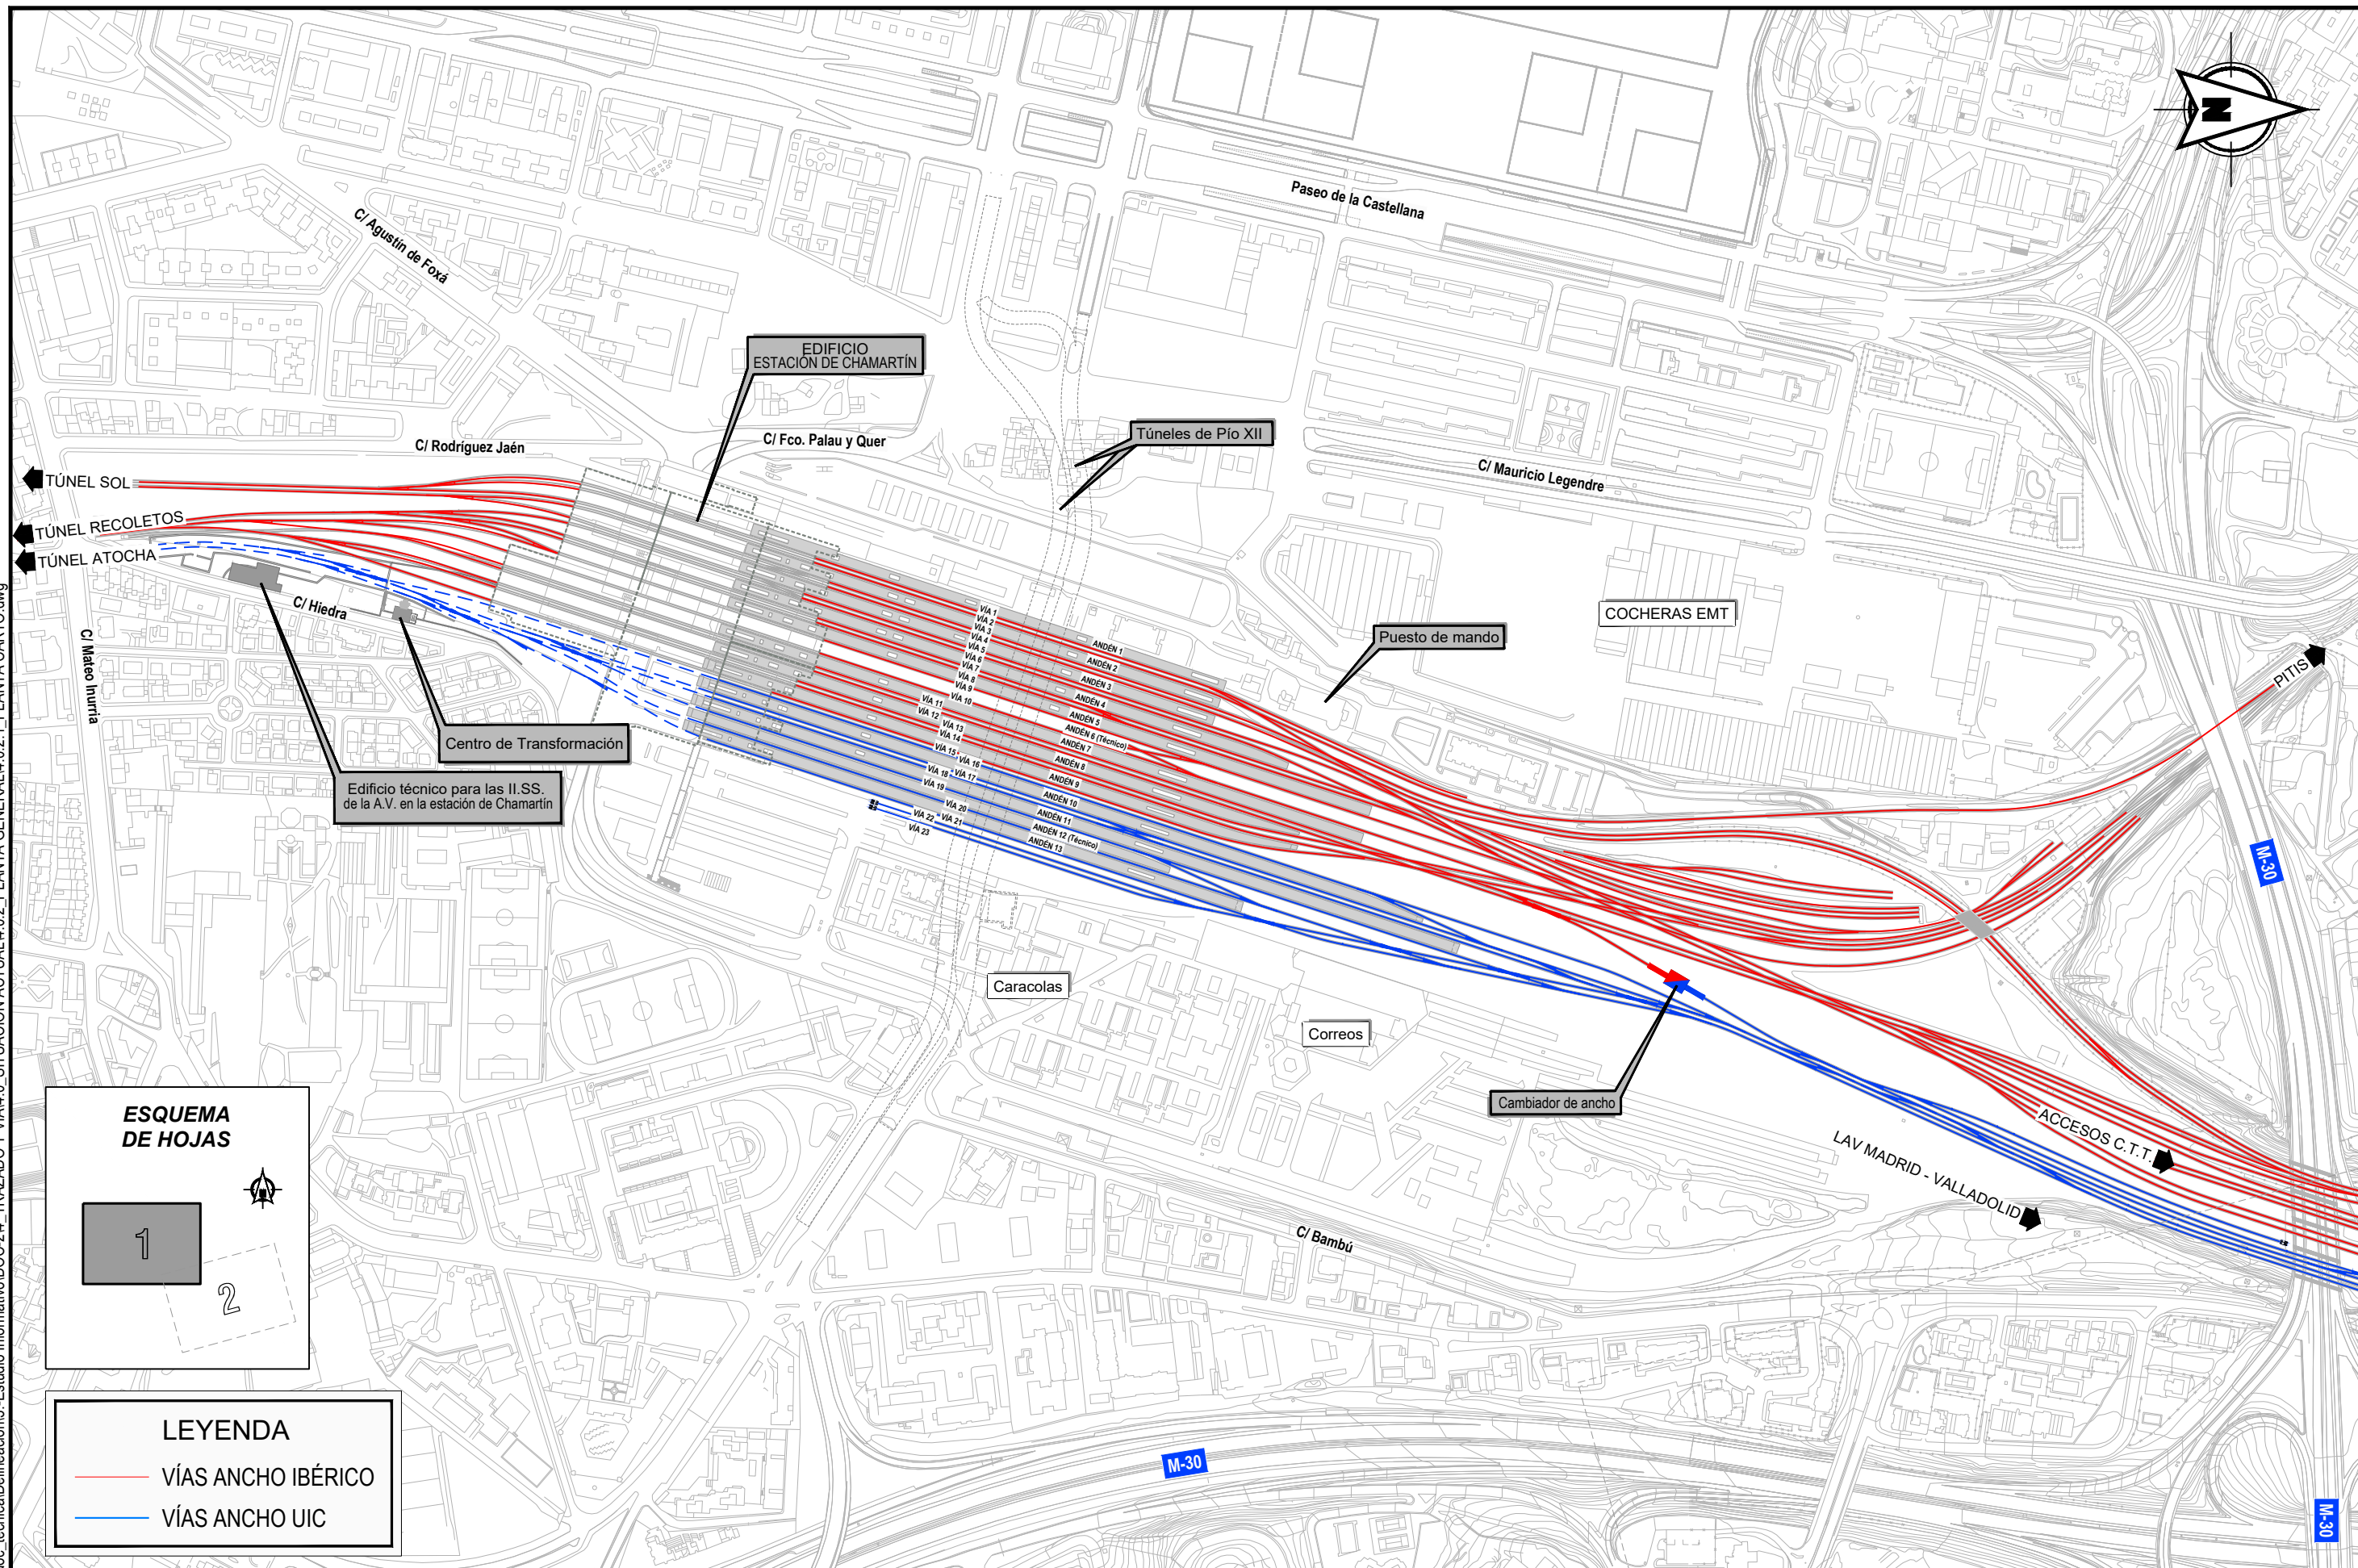 N
Paseo de la Castellana
C/ Agustín de Foxá
EDIFICIO
ESTACIÓN DE CHAMARTÍN
C/ Rodríguez Jaén
C/ Fco. Palau y Quer
Túneles de Pío XII
C/ Mauricio Legendre
TÚNEL SOL
TÚNEL RECOLETOS
TÚNEL ATOCHA
C/ Hiedra
C/ Mateo Inurria
COCHERAS EMT
Puesto de mando
PITIS
VÍA 1
VÍA 2
VÍA 3
VÍA 4
VÍA 5
VÍA 6
VÍA 7
VÍA 8
VÍA 9
VÍA 10
VÍA 11
VÍA 12
VÍA 13
VÍA 14
VÍA 15
VÍA 16
VÍA 17
VÍA 18
VÍA 19
VÍA 20
VÍA 21
VÍA 22
VÍA 23
ANDÉN 1
ANDÉN 2
ANDÉN 3
ANDÉN 4
ANDÉN 5
ANDÉN 6 (Técnico)
ANDÉN 7
ANDÉN 8
ANDÉN 9
ANDÉN 10
ANDÉN 11
ANDÉN 12 (Técnico)
ANDÉN 13
Centro de Transformación
Edificio técnico para las II.SS.
de la A.V. en la estación de Chamartín
M-30
Caracolas
Correos
Cambiador de ancho
ACCESOS C.T.T.
LAV MADRID - VALLADOLID
C/ Bambú
M-30
M-30
ESQUEMA
DE HOJAS
N
1
2
LEYENDA
VÍAS ANCHO IBÉRICO
VÍAS ANCHO UIC